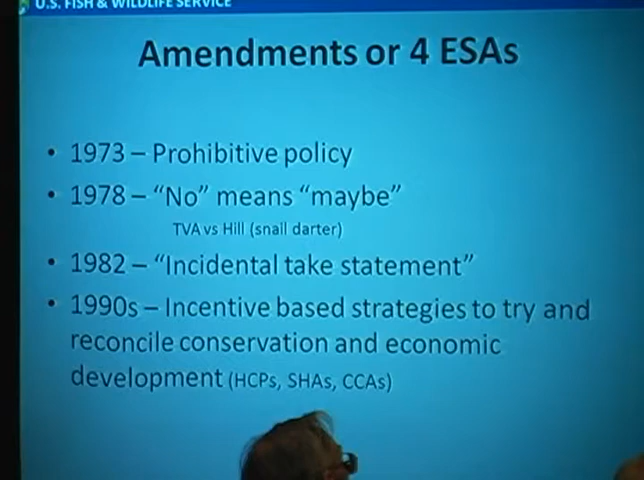 U.S. FISH & WILDLIFE SERVICE
Amendments or 4 ESAs
• 1973 – Prohibitive policy
• 1978 – “No” means “maybe”
TVA vs Hill (snail darter)
• 1982 – “Incidental take statement”
• 1990s – Incentive based strategies to try and
reconcile conservation and economic
development (HCPs, SHAs, CCAs)